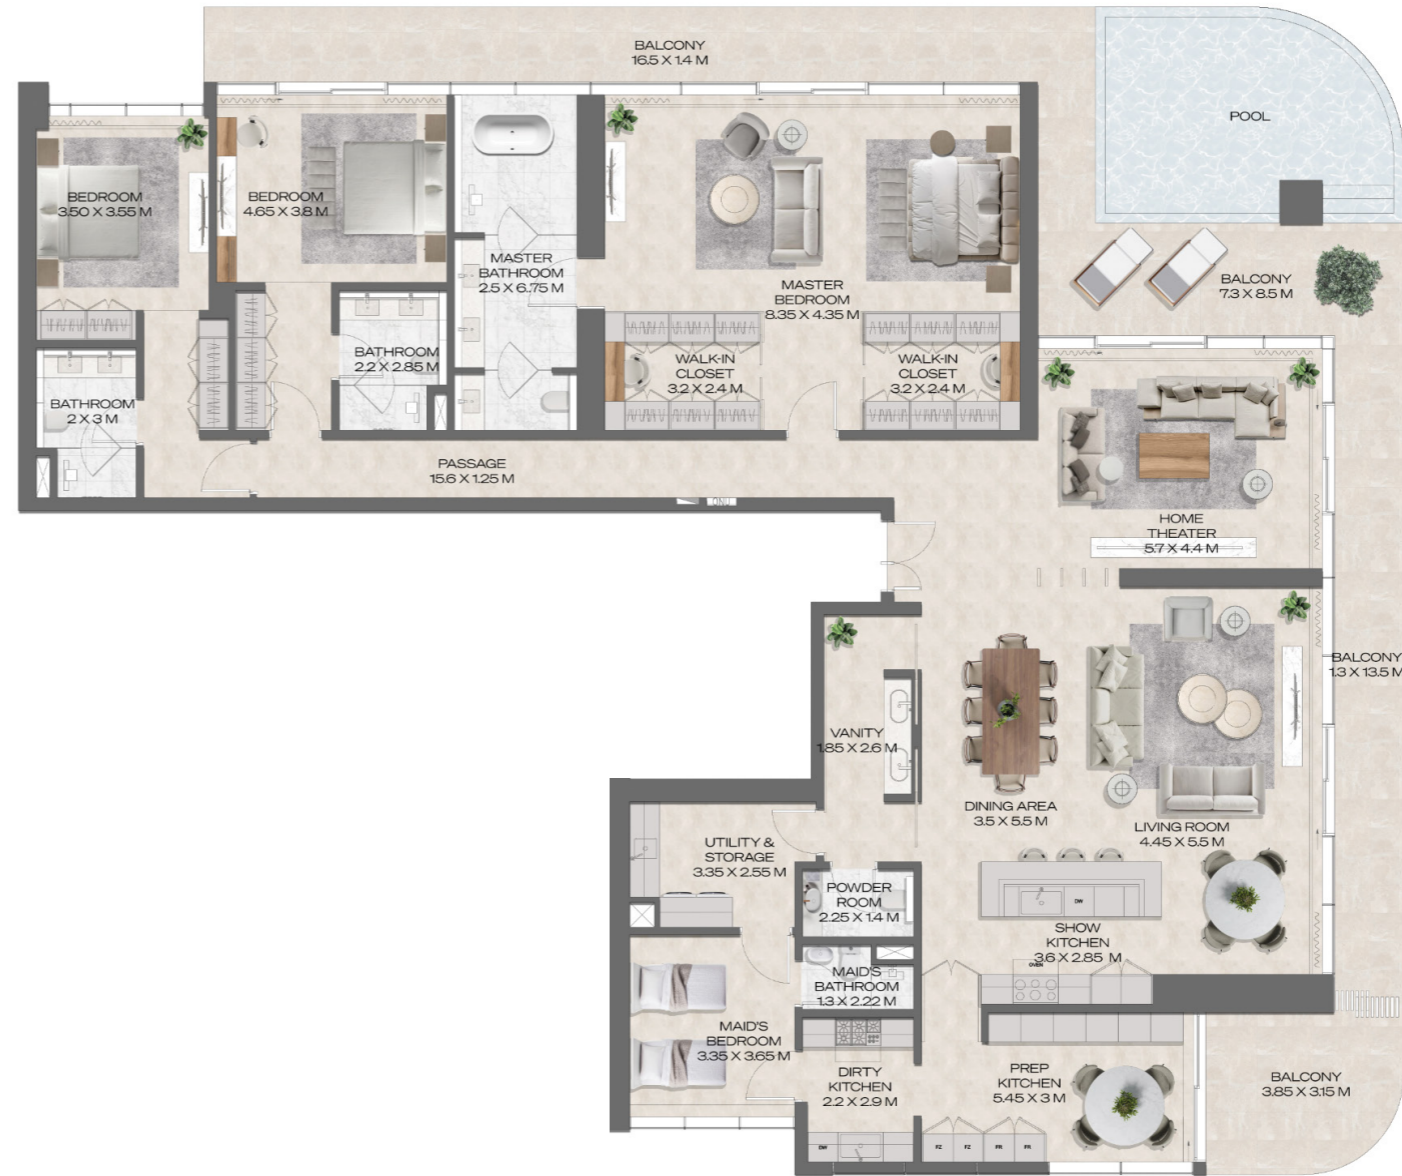 BALCONY
16.5 X 1.4 M
POOL
BEDROOM
3.50 X 3.55 M
BEDROOM
4.65 X 3.8 M
MASTER
BATHROOM
2.5 X 6.75 M
MASTER
BEDROOM
8.35 X 4.35 M
BALCONY
7.3 X 8.5 M
BATHROOM
2.2 X 2.85 M
WALK-IN
CLOSET
3.2 X 2.4 M
WALK-IN
CLOSET
3.2 X 2.4 M
BATHROOM
2 X 3 M
PASSAGE
15.6 X 1.25 M
HOME
THEATER
5.7 X 4.4 M
BALCONY
1.3 X 13.5 M
VANITY
1.85 X 2.6 M
DINING AREA
3.5 X 5.5 M
LIVING ROOM
4.45 X 5.5 M
UTILITY &
STORAGE
3.35 X 2.55 M
POWDER
ROOM
2.25 X 1.4 M
DW
SHOW
KITCHEN
3.6 X 2.85 M
OVEN
MAID'S
BATHROOM
1.3 X 2.22 M
MAID'S
BEDROOM
3.35 X 3.65 M
DIRTY
KITCHEN
2.2 X 2.9 M
PREP
KITCHEN
5.45 X 3 M
BALCONY
3.85 X 3.15 M
DW
FZ
FZ
FR
FR